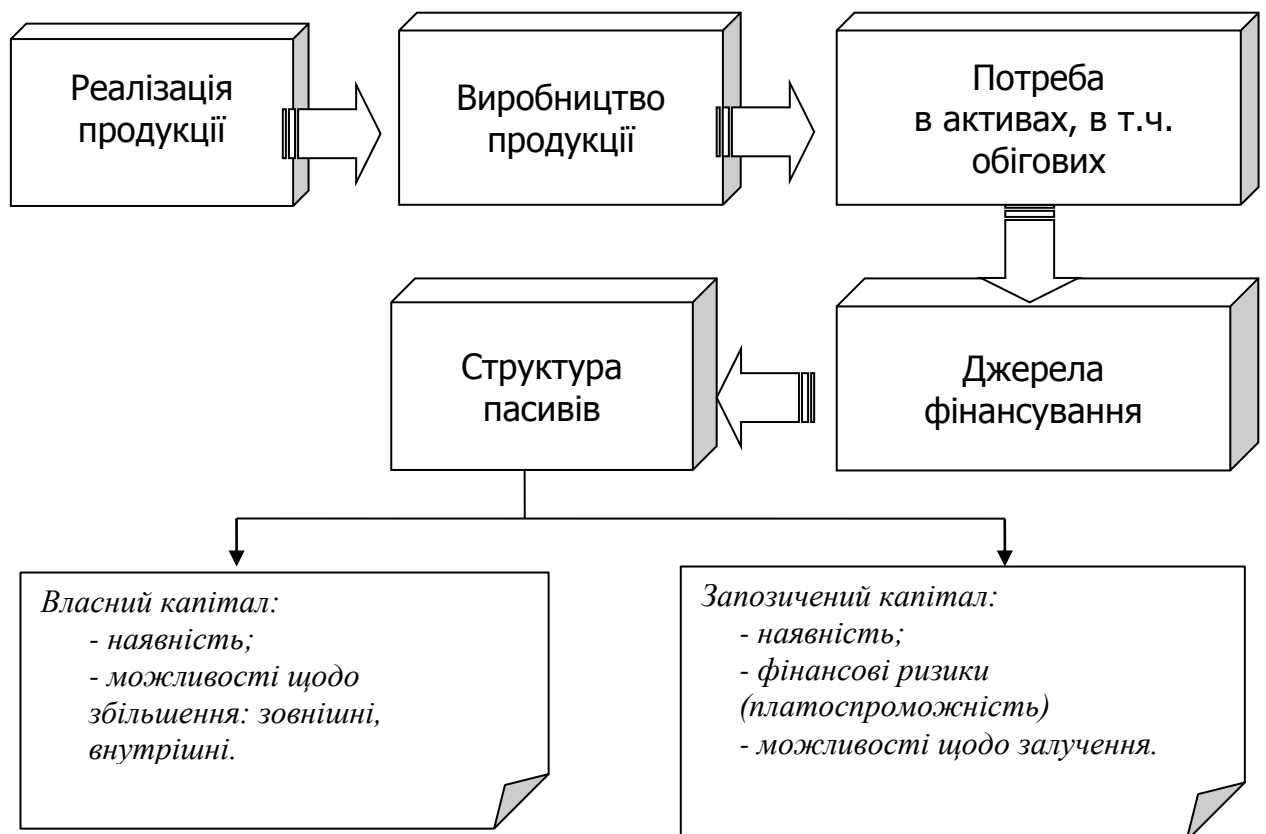 Реалізація
продукції
Виробництво
продукції
Потреба
в активах, в т.ч.
обігових
Структура
пасивів
Джерела
фінансування
Власний капітал:
- наявність;
- можливості щодо
збільшення: зовнішні,
внутрішні.
Запозичений капітал:
- наявність;
- фінансові ризики
(платоспроможність)
- можливості щодо залучення.